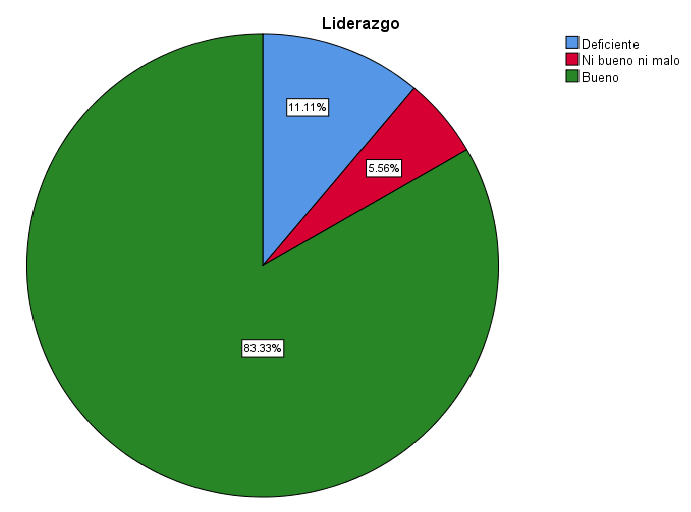 Liderazgo
Deficiente
Ni bueno ni malo
Bueno
11.11%
5.56%
83.33%